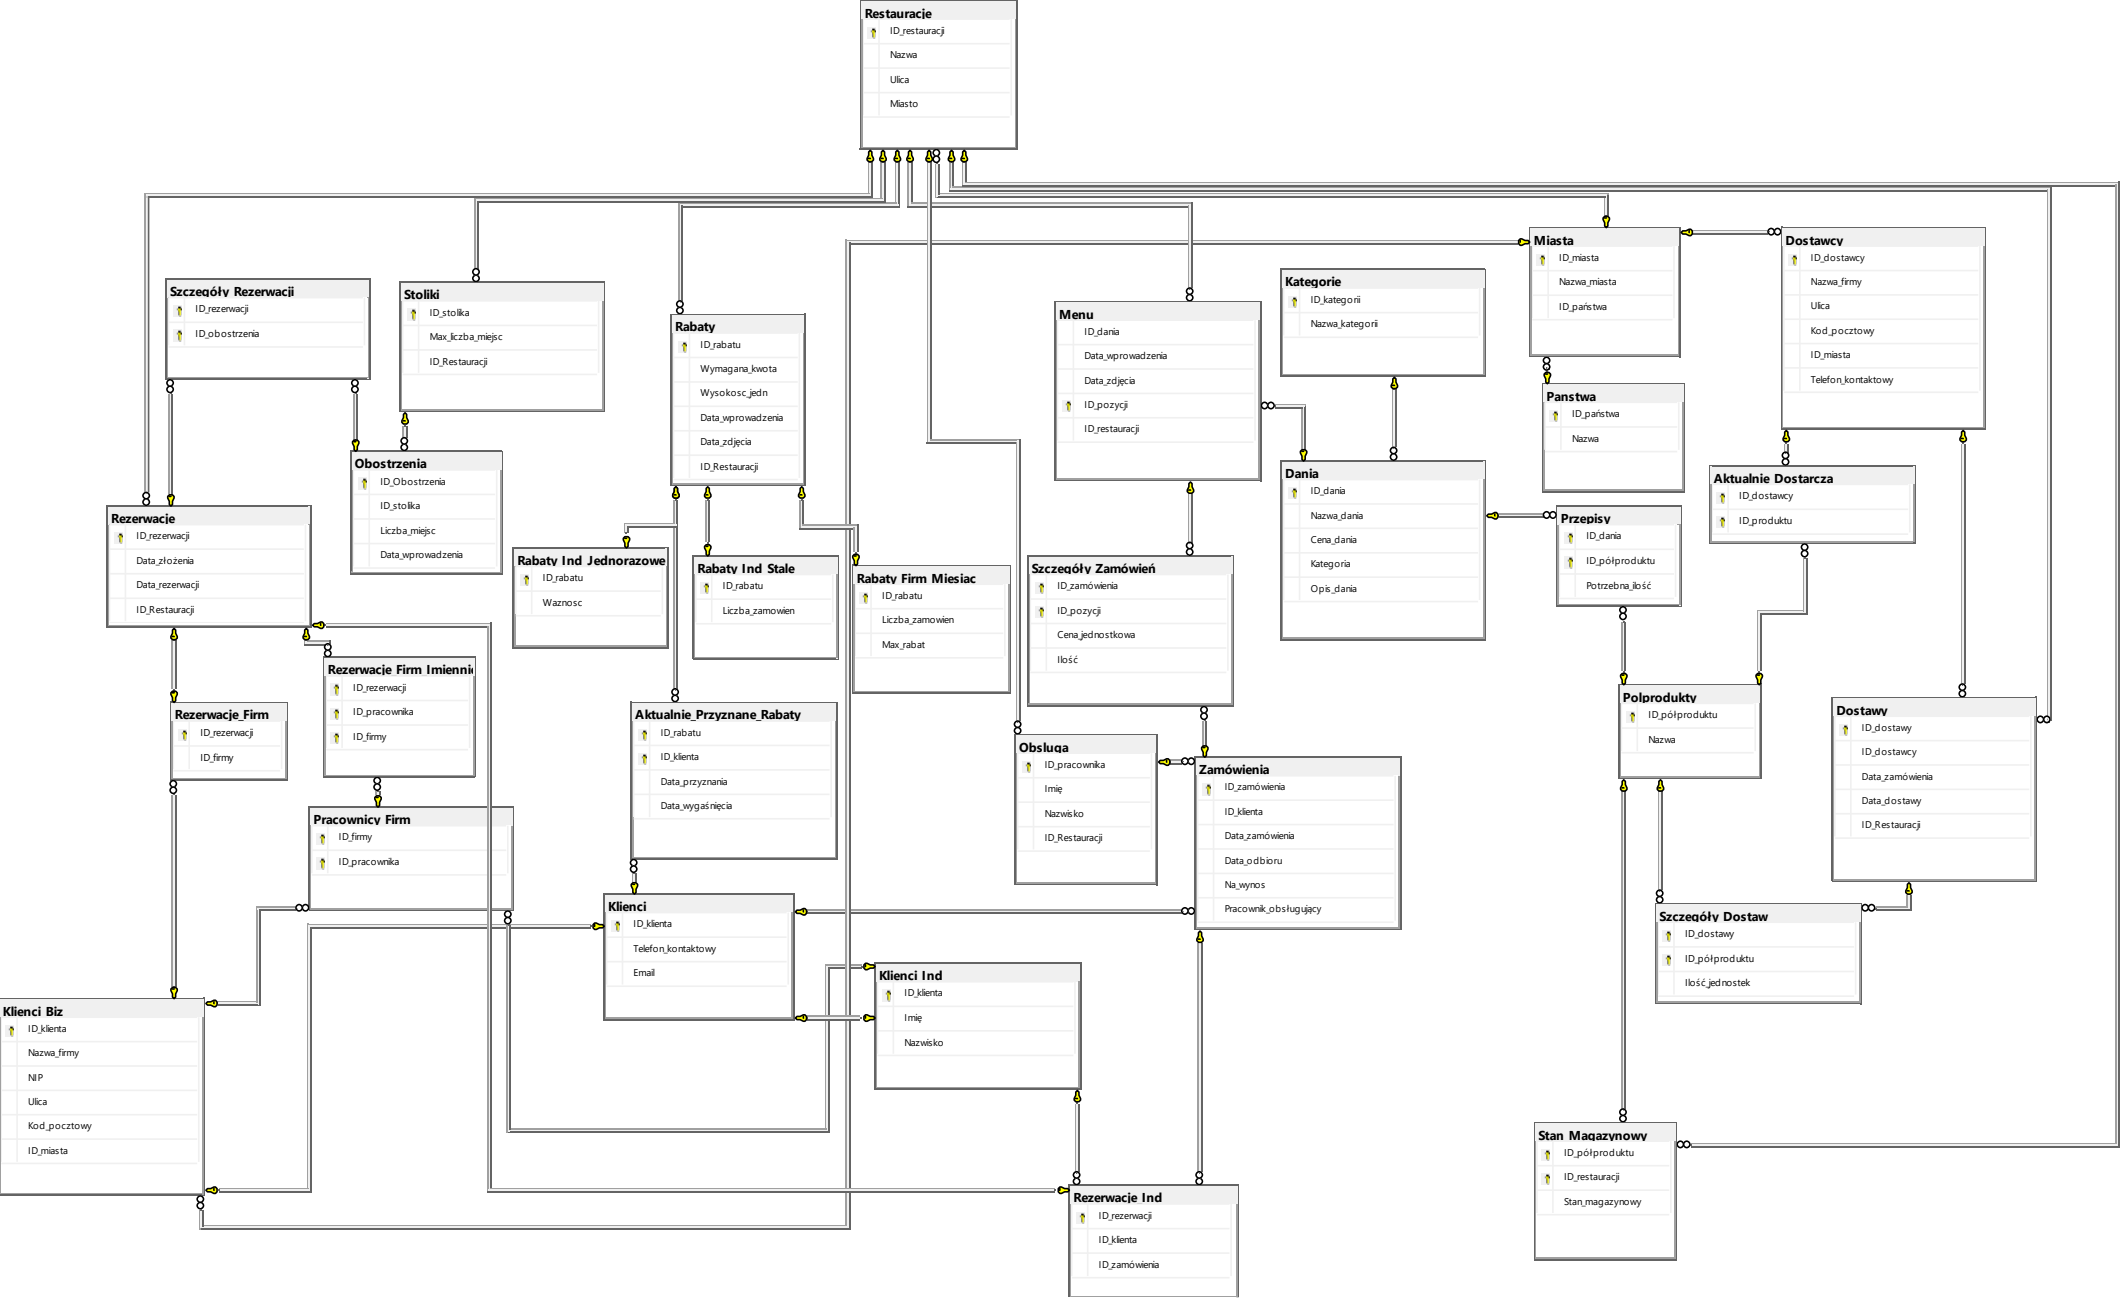 Restauracje
ID_restauracji
Nazwa
Ulica
Miasto
Szczegóły Rezerwacji
ID_rezerwacji
ID_obostrzenia
Stoliki
ID_stolika
Max_liczba_miejsc
ID_Restauracji
Rabaty
ID_rabatu
Wymagana_kwota
Wysokosc_jedn
Data_wprowadzenia
Data_zdjęcia
ID_Restauracji
Menu
ID_dania
Data_wprowadzenia
Data_zdjęcia
ID_pozycji
ID_restauracji
Kategorie
ID_kategorii
Nazwa_kategorii
Miasta
ID_miasta
Nazwa_miasta
ID_państwa
Dostawcy
ID_dostawcy
Nazwa_firmy
Ulica
Kod_pocztowy
ID_miasta
Telefon_kontaktowy
Panstwa
ID_państwa
Nazwa
Obostrzenia
ID_Obostrzenia
ID_stolika
Liczba_miejsc
Data_wprowadzenia
Dania
ID_dania
Nazwa_dania
Cena_dania
Kategoria
Opis_dania
Aktualnie Dostarcza
ID_dostawcy
ID_produktu
Rezerwacje
ID_rezerwacji
Data_złożenia
Data_rezerwacji
ID_Restauracji
Przepisy
ID_dania
ID_półproduktu
Potrzebna_ilość
Rabaty Ind Jednorazowe
ID_rabatu
Waznosc
Rabaty Ind Stale
ID_rabatu
Liczba_zamowien
Rabaty Firm Miesiac
ID_rabatu
Liczba_zamowien
Max_rabat
Szczegóły Zamówień
ID_zamówienia
ID_pozycji
Cena_jednostkowa
Ilość
Rezerwacje Firm Imienni
ID_rezerwacji
ID_pracownika
ID_firmy
Rezerwacje_Firm
ID_rezerwacji
ID_firmy
Aktualnie_Przyznane_Rabaty
ID_rabatu
ID_klienta
Data_przyznania
Data_wygaśnięcia
Polprodukty
ID_półproduktu
Nazwa
Dostawy
ID_dostawy
ID_dostawcy
Data_zamówienia
Data_dostawy
ID_Restauracji
Obsluga
ID_pracownika
Imię
Nazwisko
ID_Restauracji
Zamówienia
ID_zamówienia
ID_klienta
Data_zamówienia
Data_odbioru
Na_wynos
Pracownik_obsługujący
Pracownicy Firm
ID_firmy
ID_pracownika
Klienci
ID_klienta
Telefon_kontaktowy
Email
Szczegóły Dostaw
ID_dostawy
ID_półproduktu
Ilość_jednostek
Klienci Ind
ID_klienta
Imię
Nazwisko
Klienci Biz
ID_klienta
Nazwa_firmy
NIP
Ulica
Kod_pocztowy
ID_miasta
Stan Magazynowy
ID_półproduktu
ID_restauracji
Stan_magazynowy
Rezerwacje Ind
ID_rezerwacji
ID_klienta
ID_zamówienia